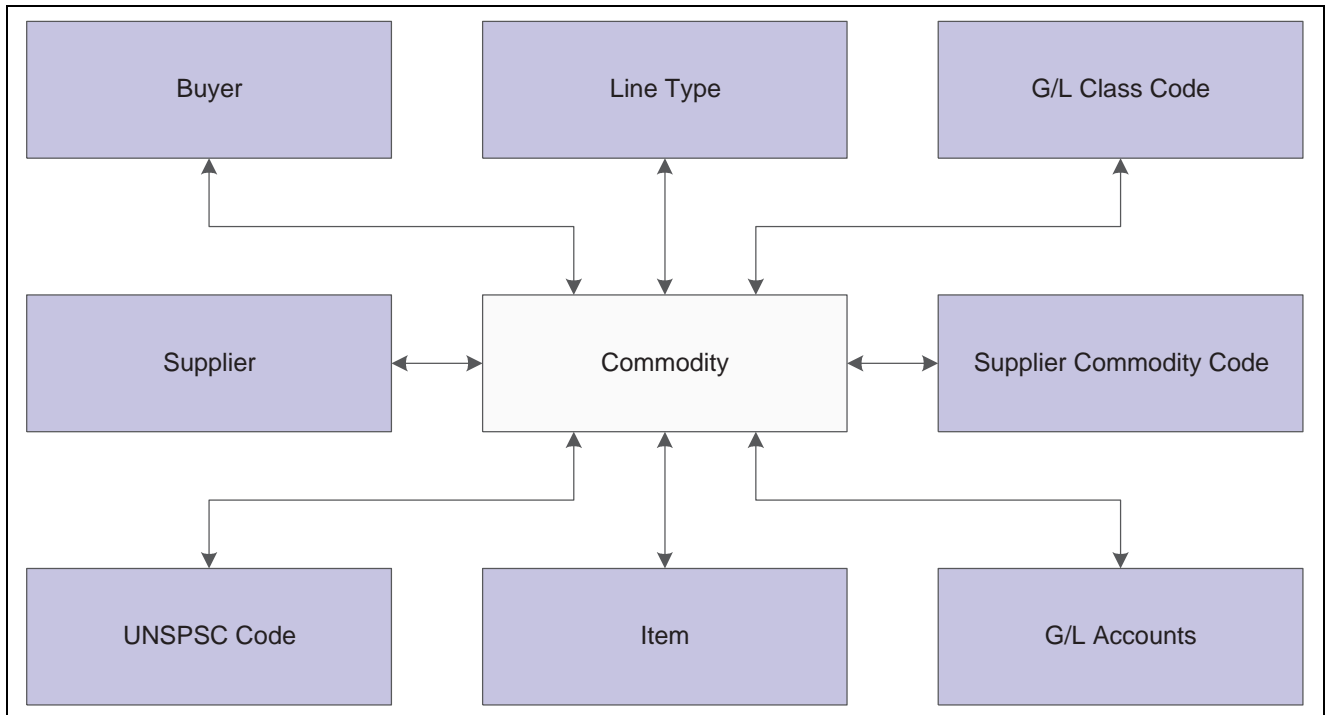 Buyer
Line Type
G/L Class Code
Supplier
Commodity
Supplier Commodity Code
UNSPSC Code
Item
G/L Accounts